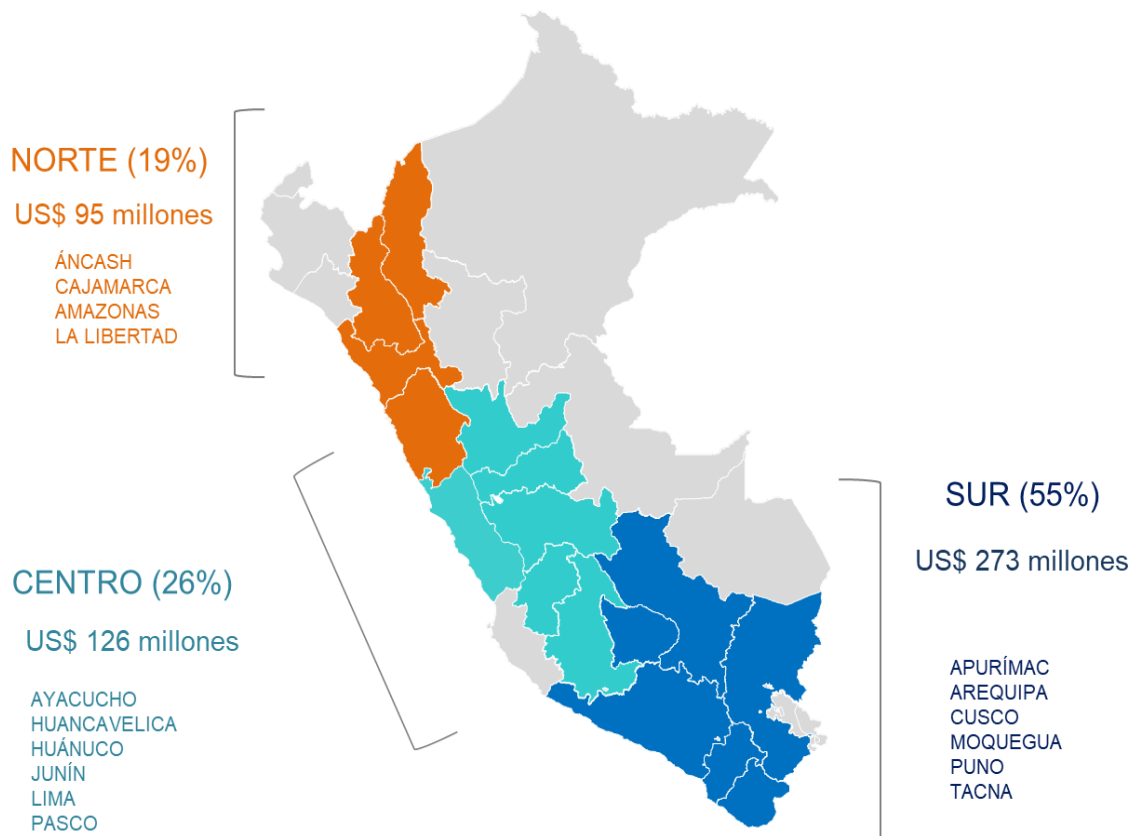 NORTE (19%)
US$ 95 millones
ÁNCASH
CAJAMARCA
AMAZONAS
LA LIBERTAD
CENTRO (26%)
US$ 126 millones
AYACUCHO
HUANCAVELICA
HUÁNUCO
JUNÍN
LIMA
PASCO
SUR (55%)
US$ 273 millones
APURÍMAC
AREQUIPA
CUSCO
MOQUEGUA
PUNO
TACNA